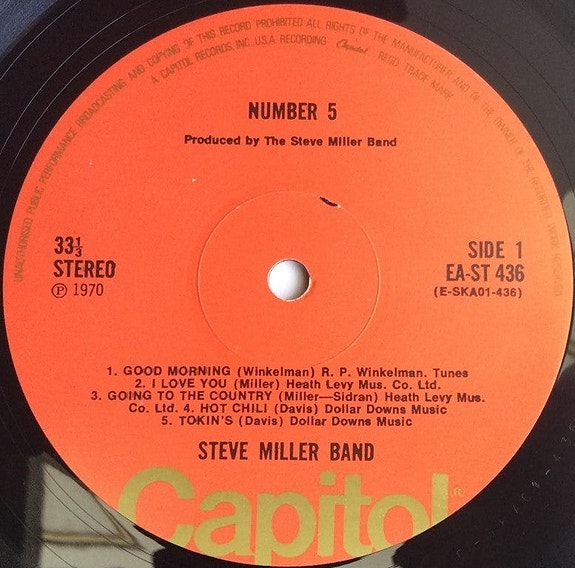 UNAUTHORISED PUBLIC PERFORMANCE BROADCASTING AND COPYING OF THIS RECORD PROHIBITED ALL RIGHTS OF THE MANUFACTURER AND OF THE OWNER OF THE RECORDED WORK RESERVED
A CAPITOL RECORDS INC., U.S.A. RECORDING Capitol REGD. TRADE MARK
NUMBER 5
Produced by The Steve Miller Band
33⅓
STEREO
Ⓟ 1970
SIDE 1
EA-ST 436
(E-SKA01-436)
1. GOOD MORNING (Winkelman) R. P. Winkelman. Tunes
2. I LOVE YOU (Miller) Heath Levy Mus. Co. Ltd.
3. GOING TO THE COUNTRY (Miller—Sidran) Heath Levy Mus.
Co. Ltd. 4. HOT CHILI (Davis) Dollar Downs Music
5. TOKIN'S (Davis) Dollar Downs Music
STEVE MILLER BAND
Capitol®